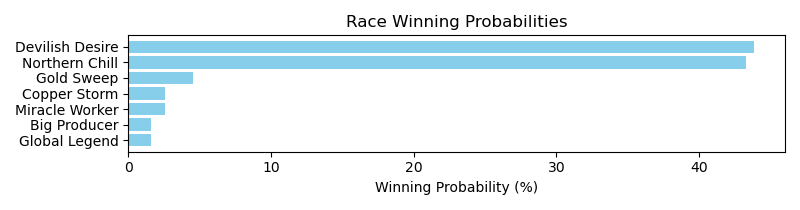 Race Winning Probabilities
Devilish Desire
Northern Chill
Gold Sweep
Copper Storm
Miracle Worker
Big Producer
Global Legend
0 10 20 30 40
Winning Probability (%)